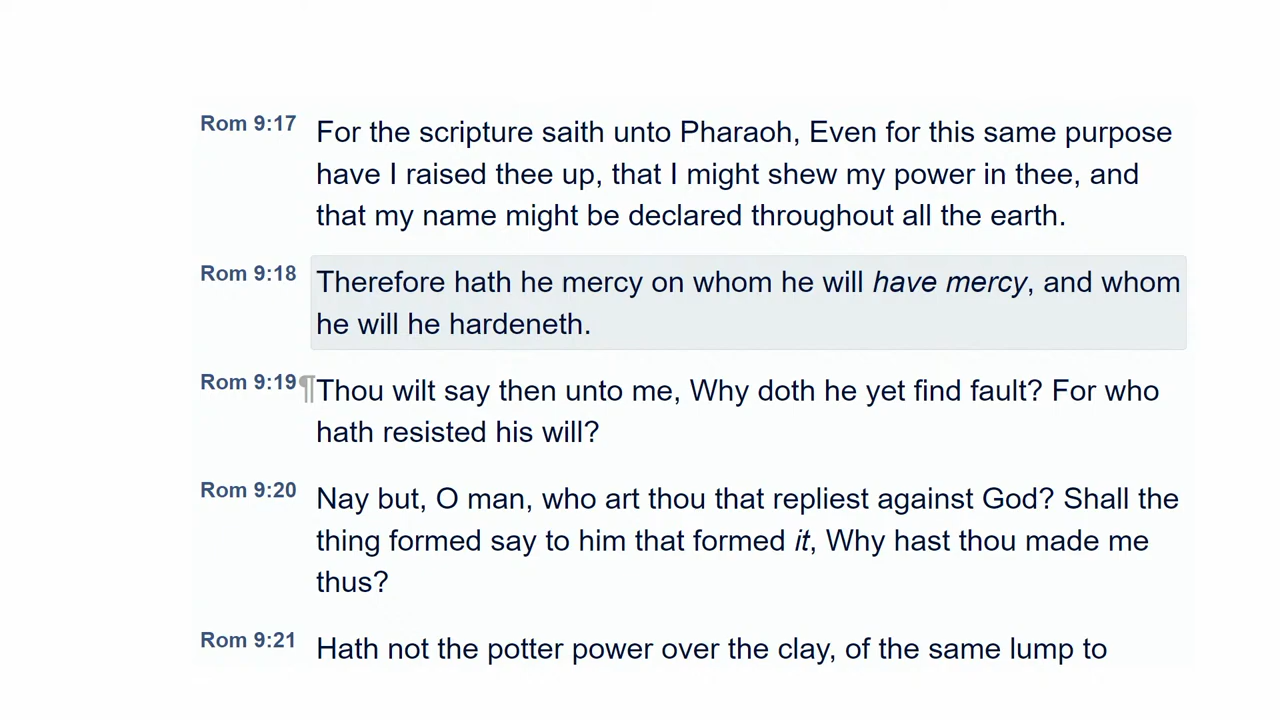 Rom 9:17 For the scripture saith unto Pharaoh, Even for this same purpose
have I raised thee up, that I might shew my power in thee, and
that my name might be declared throughout all the earth.
Rom 9:18 Therefore hath he mercy on whom he will have mercy, and whom
he will he hardeneth.
Rom 9:19 ¶Thou wilt say then unto me, Why doth he yet find fault? For who
hath resisted his will?
Rom 9:20 Nay but, O man, who art thou that repliest against God? Shall the
thing formed say to him that formed it, Why hast thou made me
thus?
Rom 9:21 Hath not the potter power over the clay, of the same lump to